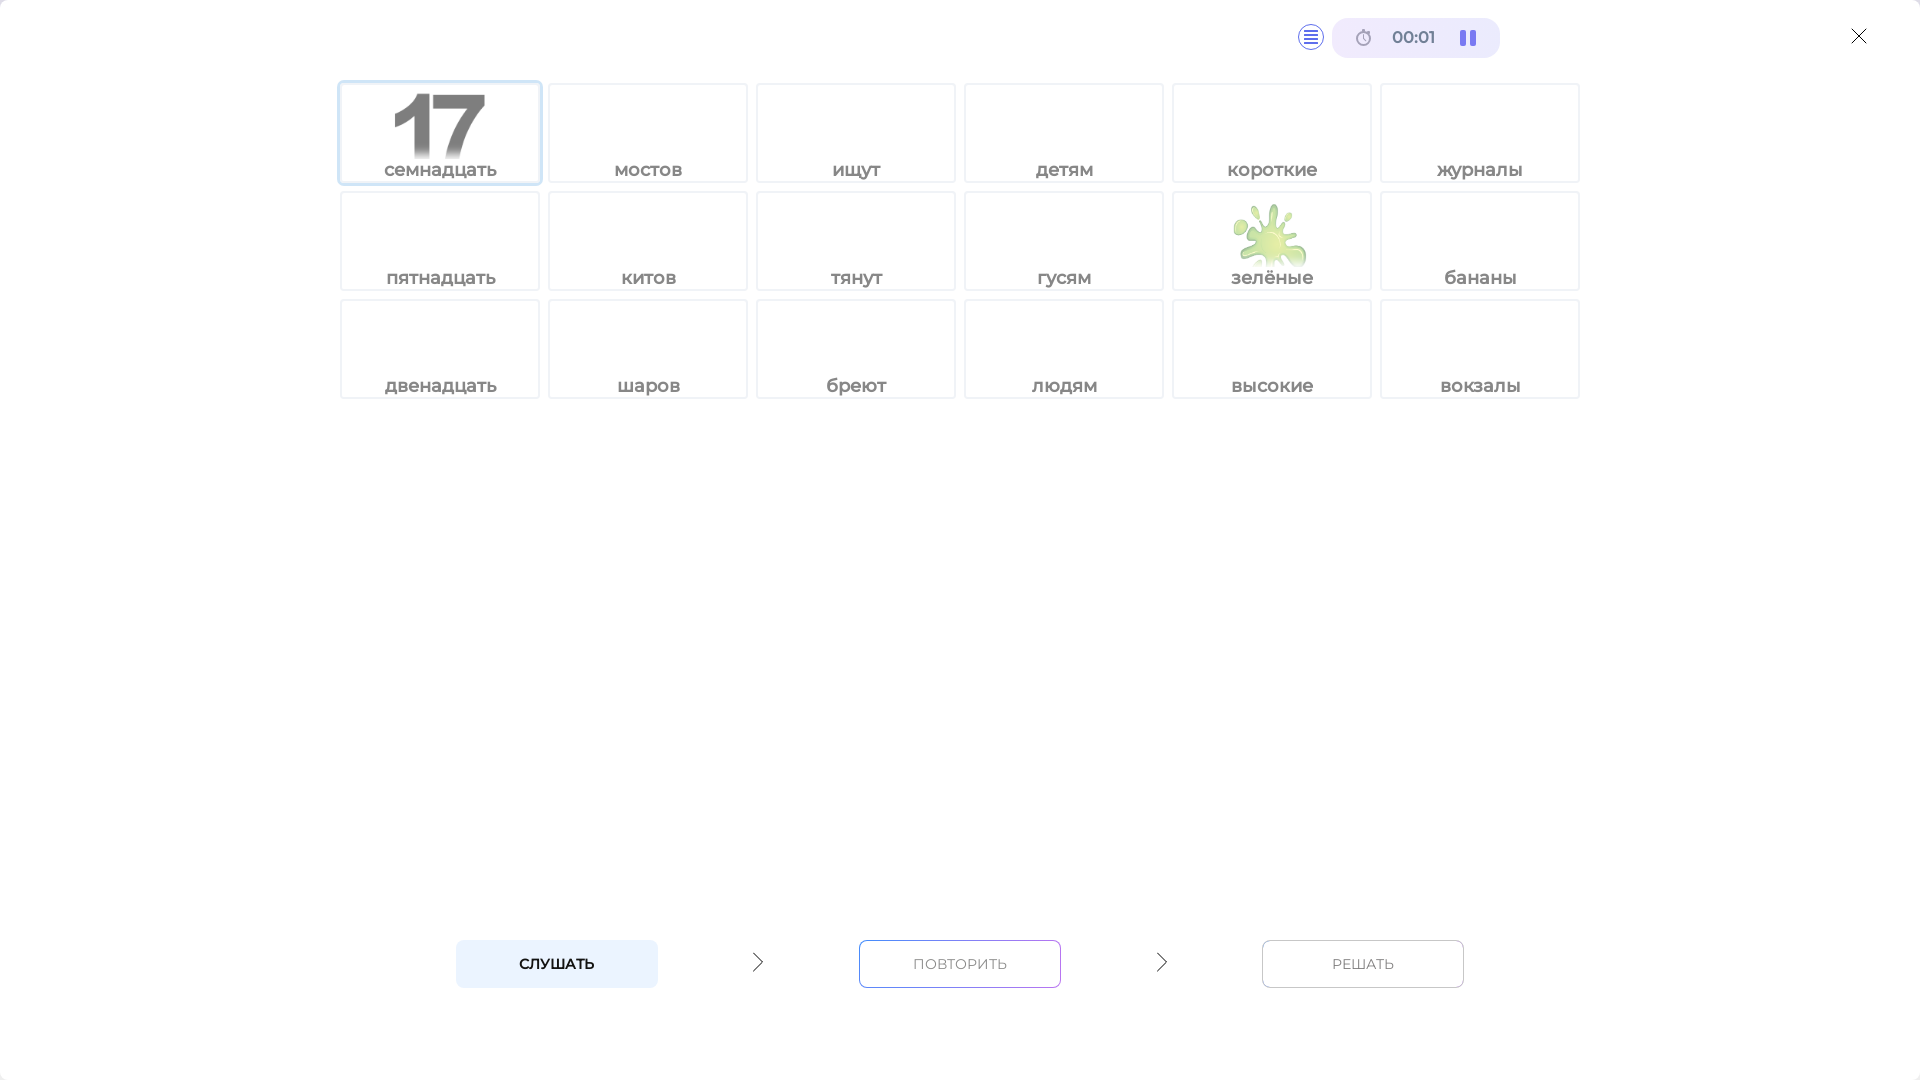 00:01
17
семнадцать мостов ищут детям короткие журналы
пятнадцать китов тянут гусям зелёные бананы
двенадцать шаров бреют людям высокие вокзалы
СЛУШАТЬ ПОВТОРИТЬ РЕШАТЬ